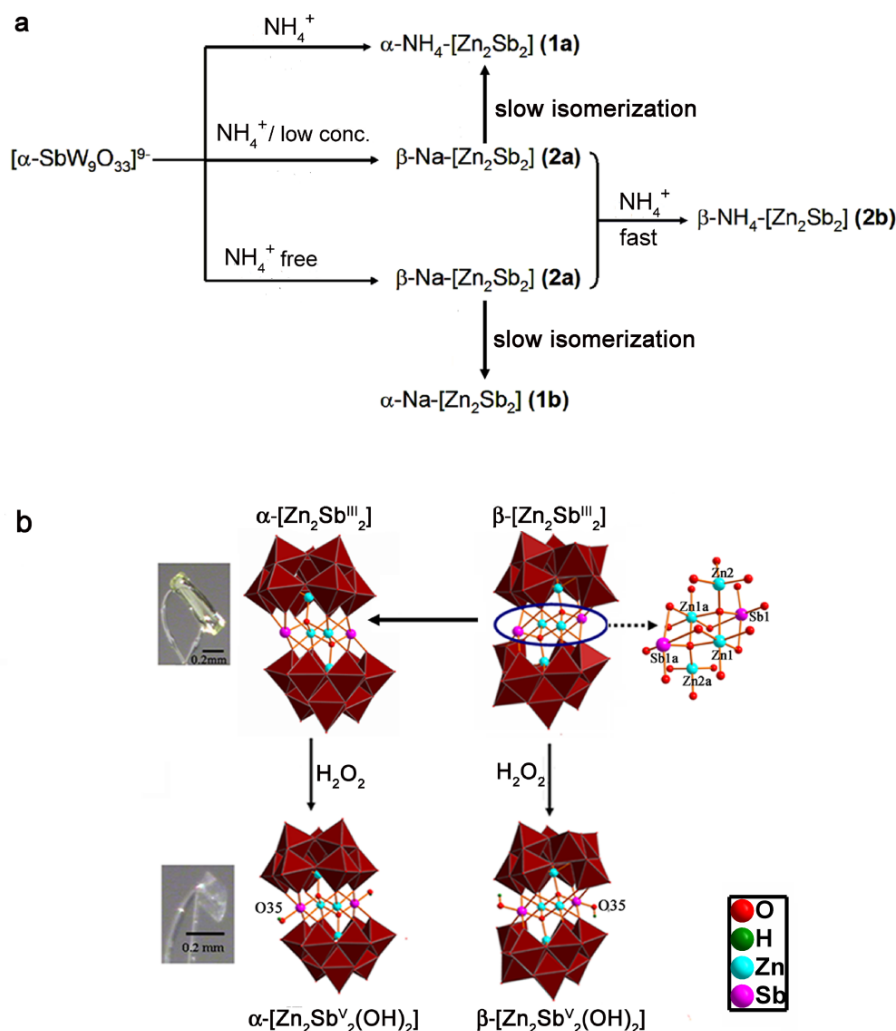 a
NH₄⁺
α-NH₄-[Zn₂Sb₂] (1a)
slow isomerization
NH₄⁺/ low conc.
[α-SbW₉O₃₃]⁹⁻
β-Na-[Zn₂Sb₂] (2a)
NH₄⁺
fast
β-NH₄-[Zn₂Sb₂] (2b)
NH₄⁺ free
β-Na-[Zn₂Sb₂] (2a)
slow isomerization
α-Na-[Zn₂Sb₂] (1b)
b
α-[Zn₂Sbᴵᴵᴵ₂]
β-[Zn₂Sbᴵᴵᴵ₂]
0.2mm
Zn2
Zn1a
Sb1
Sb1a
Zn1
Zn2a
H₂O₂
H₂O₂
O35
O35
0.2 mm
α-[Zn₂Sbⱽ₂(OH)₂]
β-[Zn₂Sbⱽ₂(OH)₂]
O
H
Zn
Sb